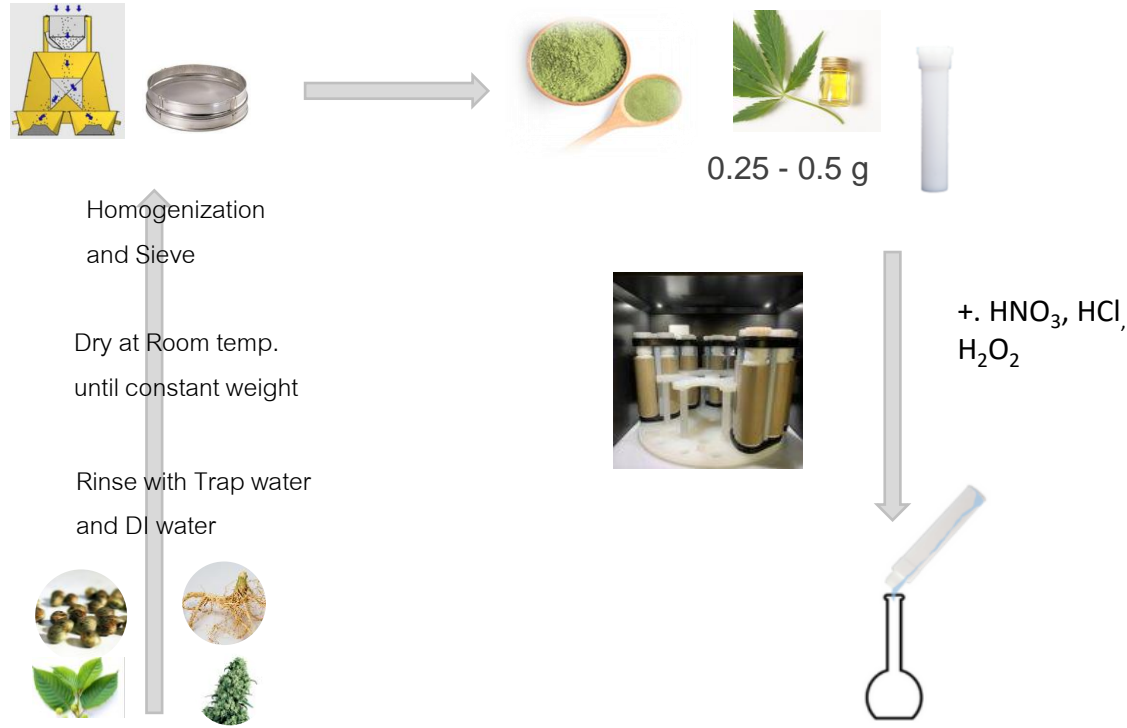 Homogenization
and Sieve
Dry at Room temp.
until constant weight
Rinse with Trap water
and DI water
0.25 - 0.5 g
+. HNO₃, HCl,
H₂O₂